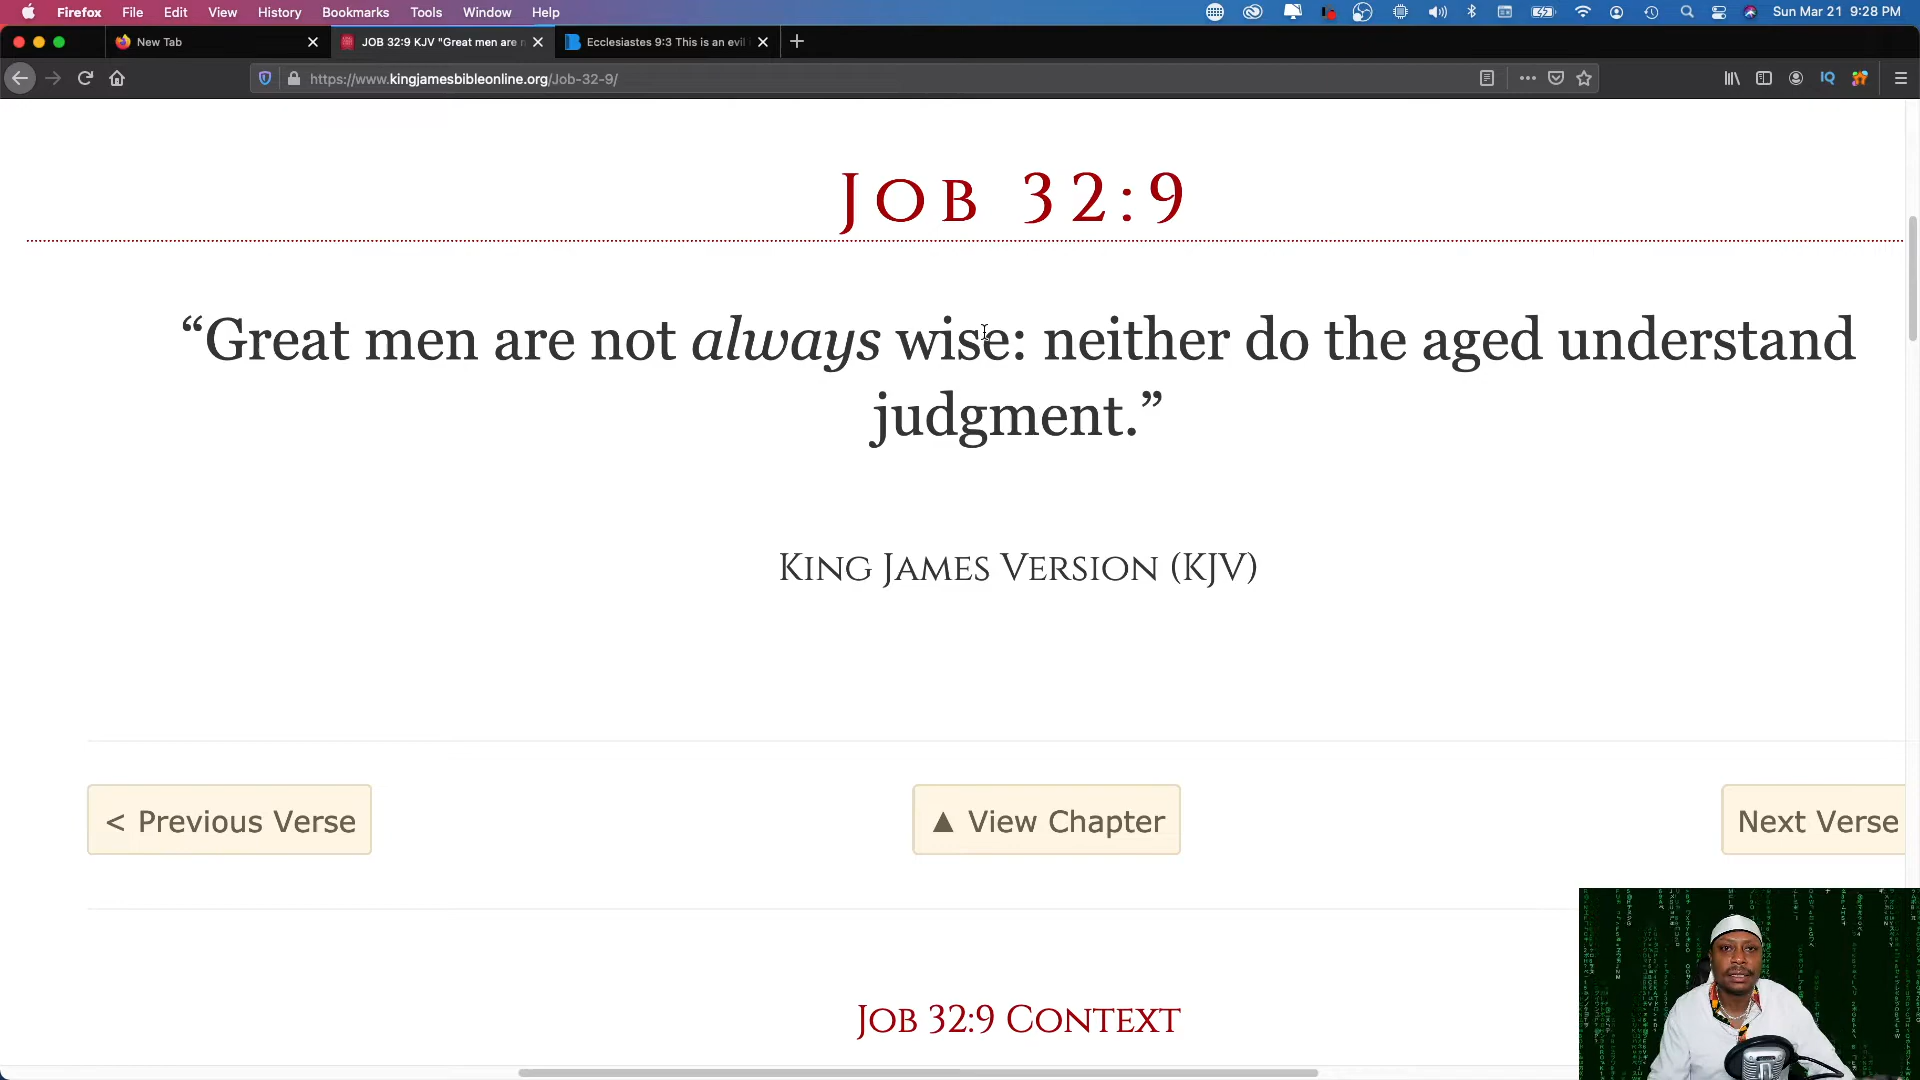 Firefox File Edit View History Bookmarks Tools Window Help Sun Mar 21 9:28 PM
New Tab JOB 32:9 KJV "Great men are n Ecclesiastes 9:3 This is an evil
https://www.kingjamesbibleonline.org/Job-32-9/ IQ
Job 32:9
“Great men are not always wise: neither do the aged understand
judgment.”
King James Version (KJV)
< Previous Verse ▲ View Chapter Next Verse
Job 32:9 Context